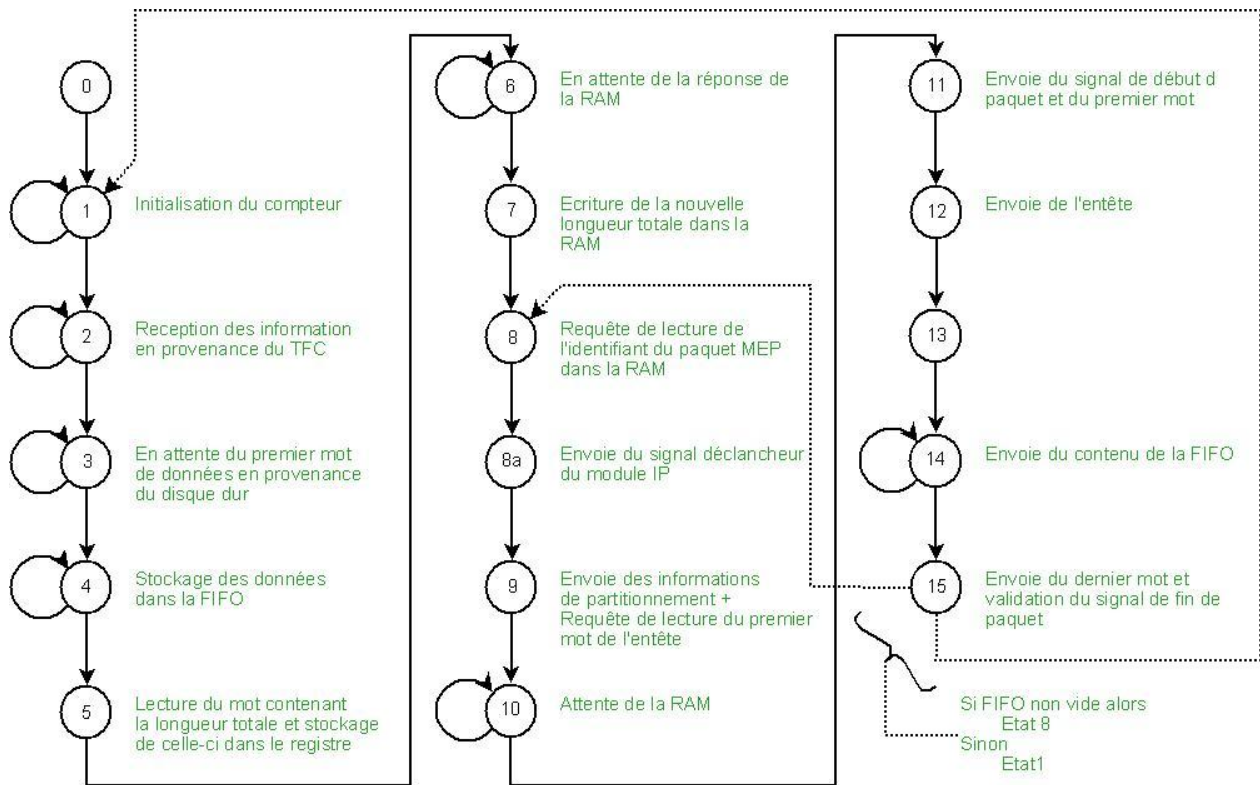 0
1
Initialisation du compteur
2
Reception des information
en provenance du TFC
3
En attente du premier mot
de données en provenance
du disque dur
4
Stockage des données
dans la FIFO
5
Lecture du mot contenant
la longueur totale et stockage
de celle-ci dans le registre
6
En attente de la réponse de
la RAM
7
Ecriture de la nouvelle
longueur totale dans la
RAM
8
Requête de lecture de
l'identifiant du paquet MEP
dans la RAM
8a
Envoie du signal déclancheur
du module IP
9
Envoie des informations
de partitionnement +
Requête de lecture du premier
mot de l'entête
10
Attente de la RAM
11
Envoie du signal de début d
paquet et du premier mot
12
Envoie de l'entête
13
14
Envoie du contenu de la FIFO
15
Envoie du dernier mot et
validation du signal de fin de
paquet
Si FIFO non vide alors
Etat 8
Sinon
Etat1